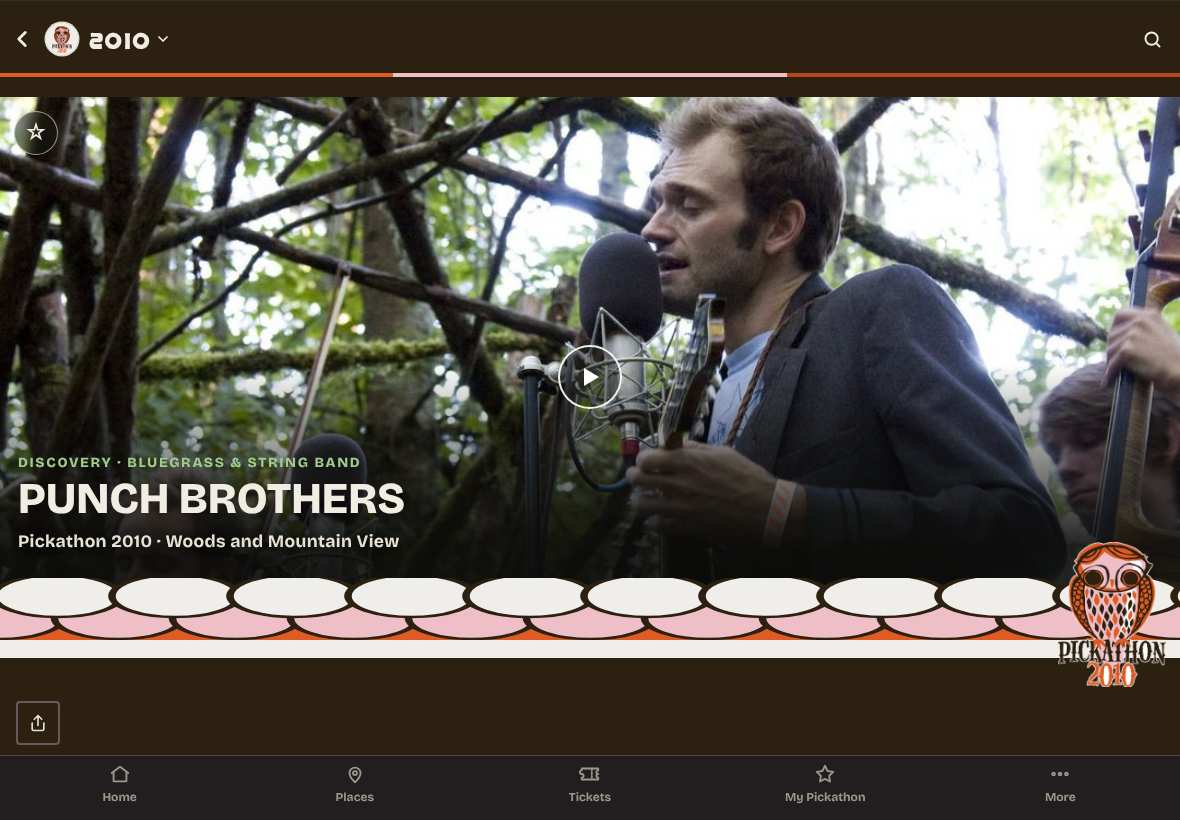 2010
DISCOVERY · BLUEGRASS & STRING BAND
PUNCH BROTHERS
Pickathon 2010 · Woods and Mountain View
PICKATHON
2010
Home
Places
Tickets
My Pickathon
More